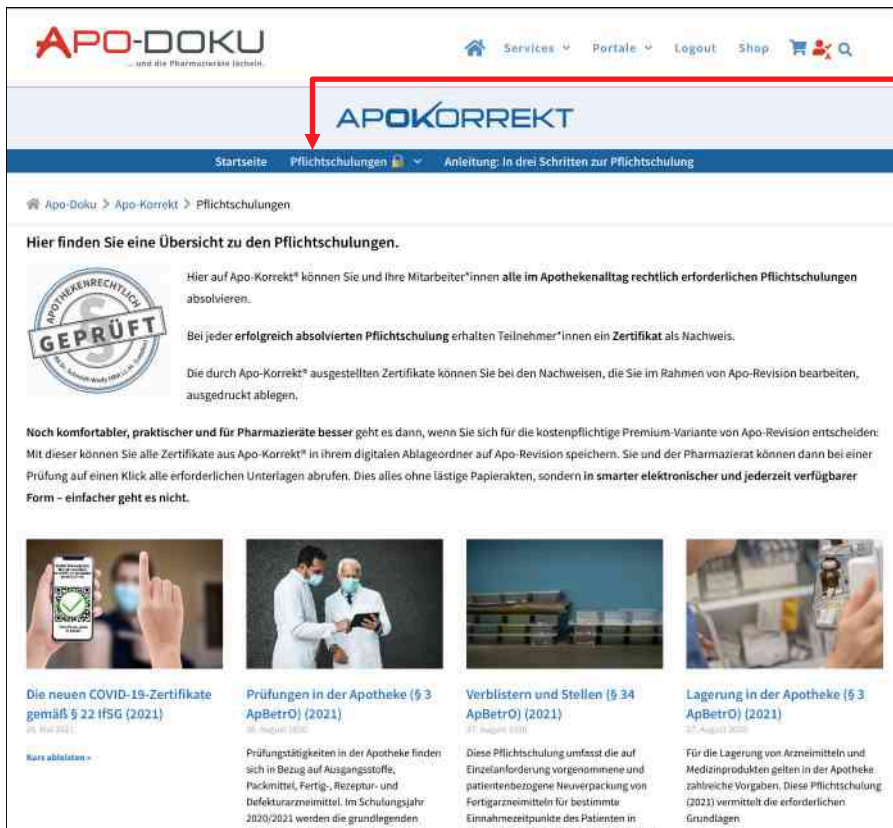 APO-DOKU
... und die Pharmazieräte lächeln.
Services Portale Logout Shop
APOKORREKT
Startseite Pflichtschulungen Anleitung: In drei Schritten zur Pflichtschulung
Apo-Doku > Apo-Korrekt > Pflichtschulungen
Hier finden Sie eine Übersicht zu den Pflichtschulungen.
APOTHEKENRECHTLICH
GEPRÜFT
Hier auf Apo-Korrekt® können Sie und Ihre Mitarbeiter*innen alle im Apothekenalltag rechtlich erforderlichen Pflichtschulungen
absolvieren.
Bei jeder erfolgreich absolvierten Pflichtschulung erhalten Teilnehmer*innen ein Zertifikat als Nachweis.
Die durch Apo-Korrekt® ausgestellten Zertifikate können Sie bei den Nachweisen, die Sie im Rahmen von Apo-Revision bearbeiten,
ausgedruckt ablegen.
Noch komfortabler, praktischer und für Pharmazieräte besser geht es dann, wenn Sie sich für die kostenpflichtige Premium-Variante von Apo-Revision entscheiden:
Mit dieser können Sie alle Zertifikate aus Apo-Korrekt® in ihrem digitalen Ablageordner auf Apo-Revision speichern. Sie und der Pharmazierat können dann bei einer
Prüfung auf einen Klick alle erforderlichen Unterlagen abrufen. Dies alles ohne lästige Papierakten, sondern in smarter elektronischer und jederzeit verfügbarer
Form – einfacher geht es nicht.
Die neuen COVID-19-Zertifikate
gemäß § 22 IfSG (2021)
26. Mai 2021
Kurs ableisten »
Prüfungen in der Apotheke (§ 3
ApBetrO) (2021)
August 2020
Prüfungstätigkeiten in der Apotheke finden
sich in Bezug auf Ausgangsstoffe,
Packmittel, Fertig-, Rezeptur- und
Defekturarzneimittel. Im Schulungsjahr
2020/2021 werden die grundlegenden
Verblistern und Stellen (§ 34
ApBetrO) (2021)
27. August 2020
Diese Pflichtschulung umfasst die auf
Einzelanforderung vorgenommene und
patientenbezogene Neuverpackung von
Fertigarzneimitteln für bestimmte
Einnahmezeitpunkte des Patienten in
Lagerung in der Apotheke (§ 3
ApBetrO) (2021)
27. August 2020
Für die Lagerung von Arzneimitteln und
Medizinprodukten gelten in der Apotheke
zahlreiche Vorgaben. Diese Pflichtschulung
(2021) vermittelt die erforderlichen
Grundlagen